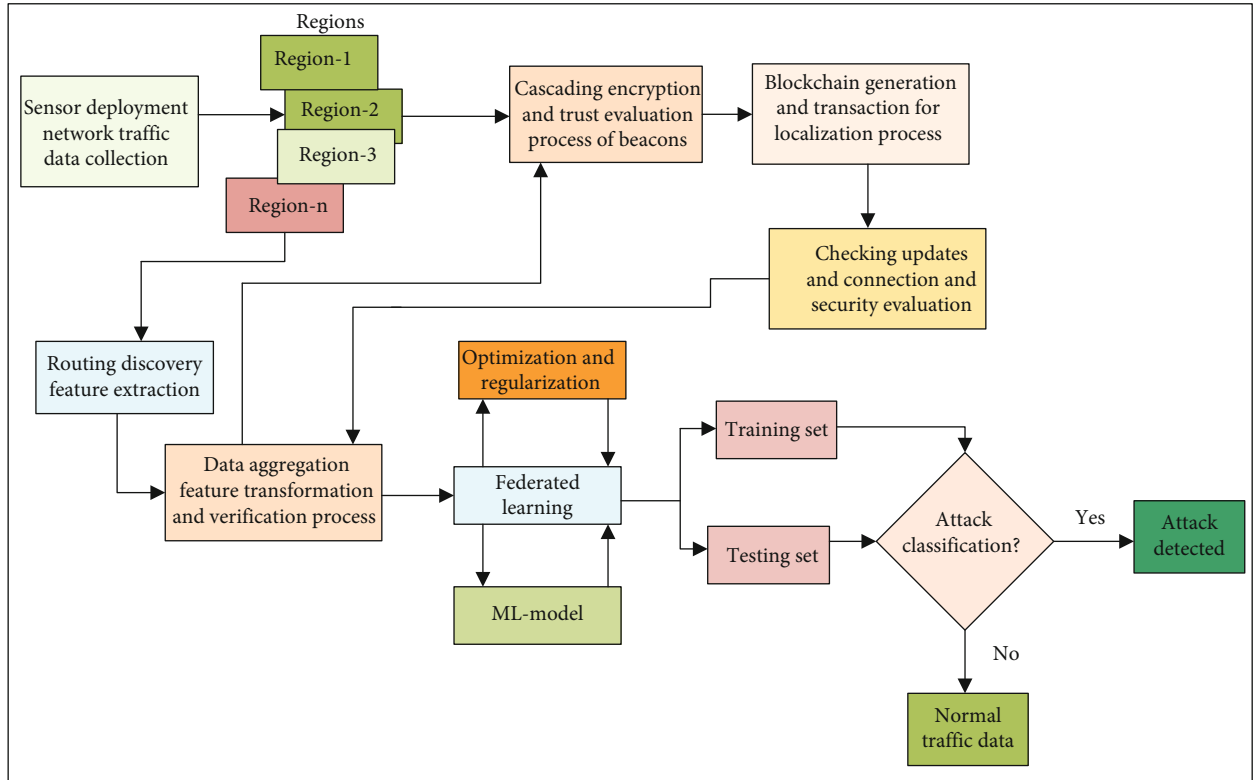 Regions
Region-1
Region-2
Region-3
Region-n
Sensor deployment
network traffic
data collection
Cascading encryption
and trust evaluation
process of beacons
Blockchain generation
and transaction for
localization process
Checking updates
and connection and
security evaluation
Routing discovery
feature extraction
Optimization and
regularization
Data aggregation
feature transformation
and verification process
Federated
learning
ML-model
Training set
Testing set
Attack
classification?
Yes
Attack
detected
No
Normal
traffic data